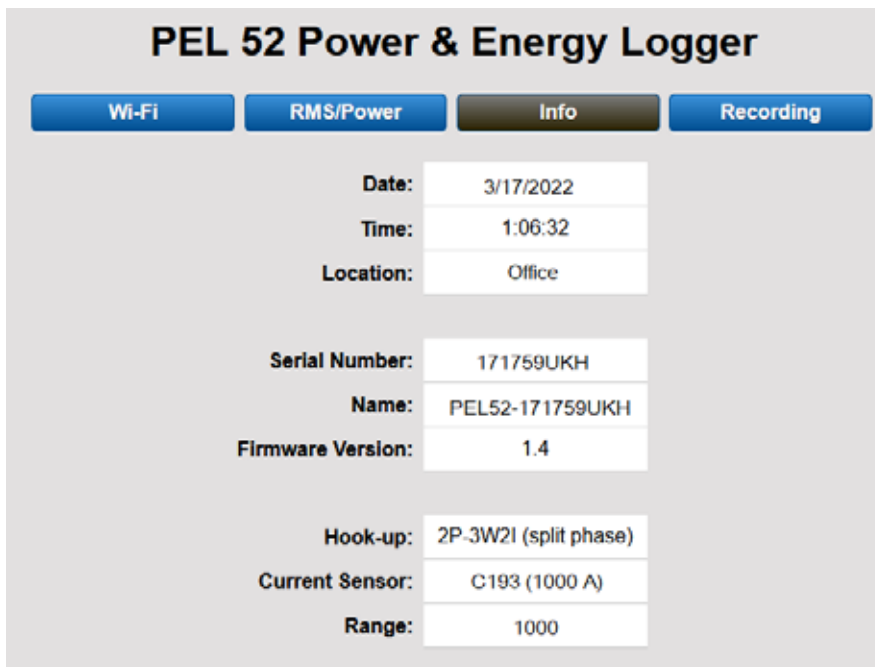 PEL 52 Power & Energy Logger
Wi-Fi RMS/Power Info Recording
Date: 3/17/2022
Time: 1:06:32
Location: Office
Serial Number: 171759UKH
Name: PEL52-171759UKH
Firmware Version: 1.4
Hook-up: 2P-3W2I (split phase)
Current Sensor: C193 (1000 A)
Range: 1000